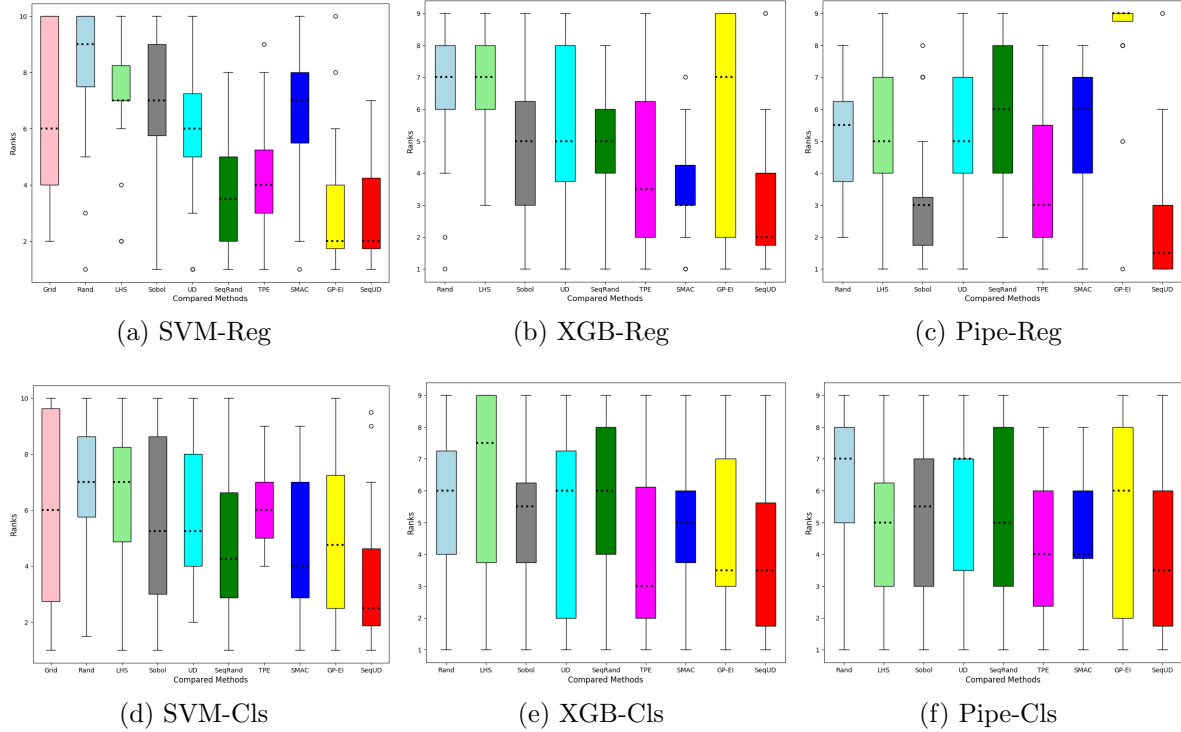 10
8
6
4
2
Ranks
Grid Rand LHS Sobol UD SeqRand TPE SMAC GP-EI SeqUD
Compared Methods
(a) SVM-Reg
9
8
7
6
5
4
3
2
1
Ranks
Rand LHS Sobol UD SeqRand TPE SMAC GP-EI SeqUD
Compared Methods
(b) XGB-Reg
9
8
7
6
5
4
3
2
1
Ranks
Rand LHS Sobol UD SeqRand TPE SMAC GP-EI SeqUD
Compared Methods
(c) Pipe-Reg
10
8
6
4
2
Ranks
Grid Rand LHS Sobol UD SeqRand TPE SMAC GP-EI SeqUD
Compared Methods
(d) SVM-Cls
9
8
7
6
5
4
3
2
1
Ranks
Rand LHS Sobol UD SeqRand TPE SMAC GP-EI SeqUD
Compared Methods
(e) XGB-Cls
9
8
7
6
5
4
3
2
1
Ranks
Rand LHS Sobol UD SeqRand TPE SMAC GP-EI SeqUD
Compared Methods
(f) Pipe-Cls